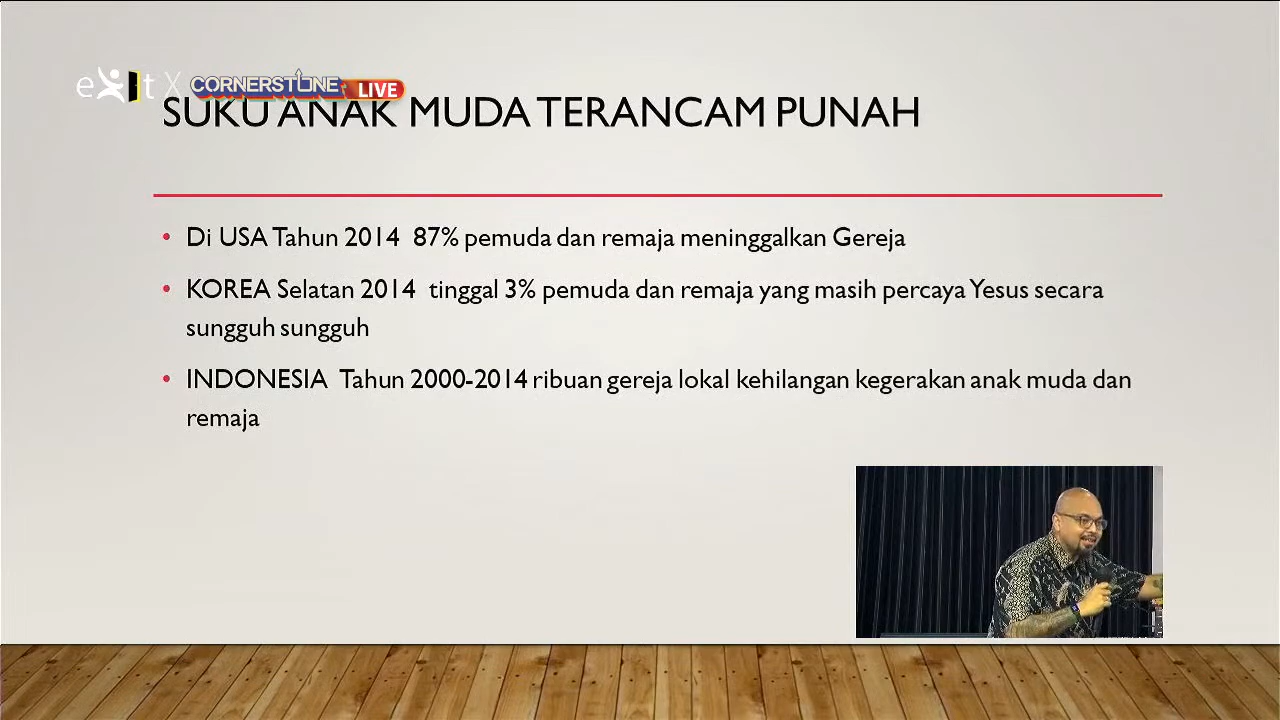 exit X CORNERSTONE LIVE
SUKU ANAK MUDA TERANCAM PUNAH
• Di USA Tahun 2014 87% pemuda dan remaja meninggalkan Gereja
• KOREA Selatan 2014 tinggal 3% pemuda dan remaja yang masih percaya Yesus secara
sungguh sungguh
• INDONESIA Tahun 2000-2014 ribuan gereja lokal kehilangan kegerakan anak muda dan
remaja